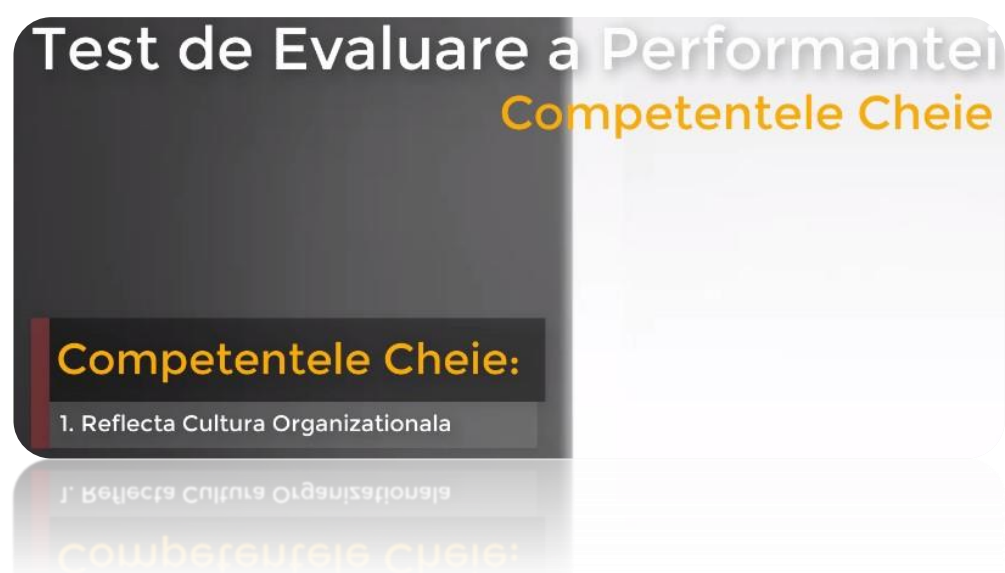 Test de Evaluare a Performantei
Competentele Cheie
Competentele Cheie:
1. Reflecta Cultura Organizationala